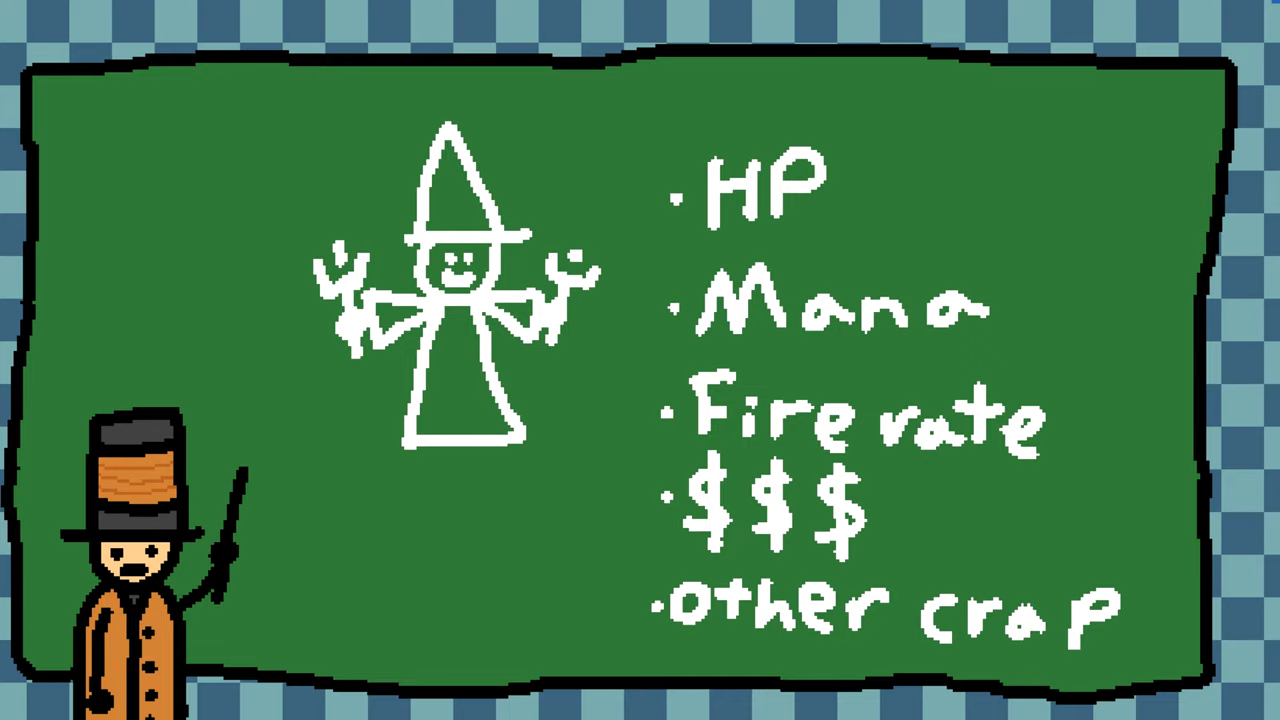 · HP
· Mana
· Fire rate
· $$$
· other crap